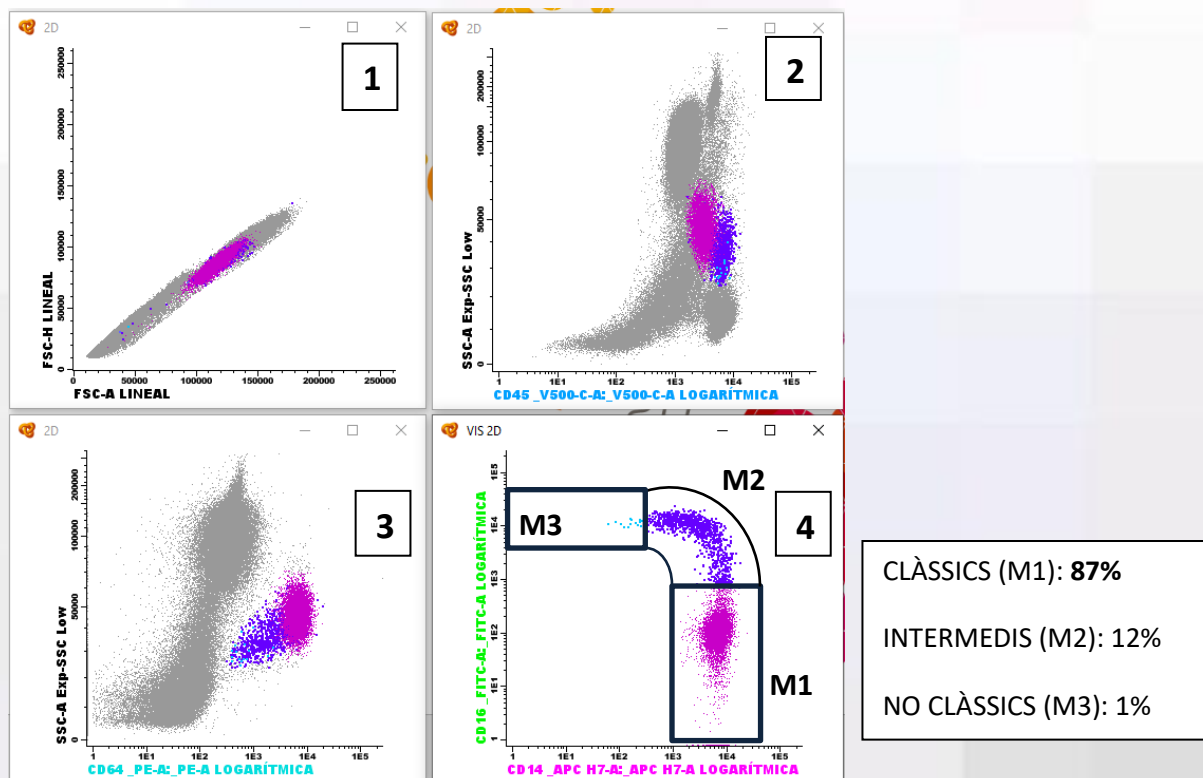 2D
1
250000
200000
150000
100000
50000
0
FSC-H LINEAL
0 50000 100000 150000 200000 250000
FSC-A LINEAL
2D
2
200000
100000
50000
0
SSC-A Exp-SSC Low
1 1E1 1E2 1E3 1E4 1E5
CD45 _V500-C-A:_V500-C-A LOGARÍTMICA
2D
3
200000
100000
50000
0
SSC-A Exp-SSC Low
1 1E1 1E2 1E3 1E4 1E5
CD64 _PE-A:_PE-A LOGARÍTMICA
VIS 2D
M2
4
M3
M1
1E5
1E4
1E3
1E2
1E1
1
CD16 _FITC-A:_FITC-A LOGARÍTMICA
1 1E1 1E2 1E3 1E4 1E5
CD14 _APC H7-A:_APC H7-A LOGARÍTMICA
CLÀSSICS (M1): 87%
INTERMEDIS (M2): 12%
NO CLÀSSICS (M3): 1%